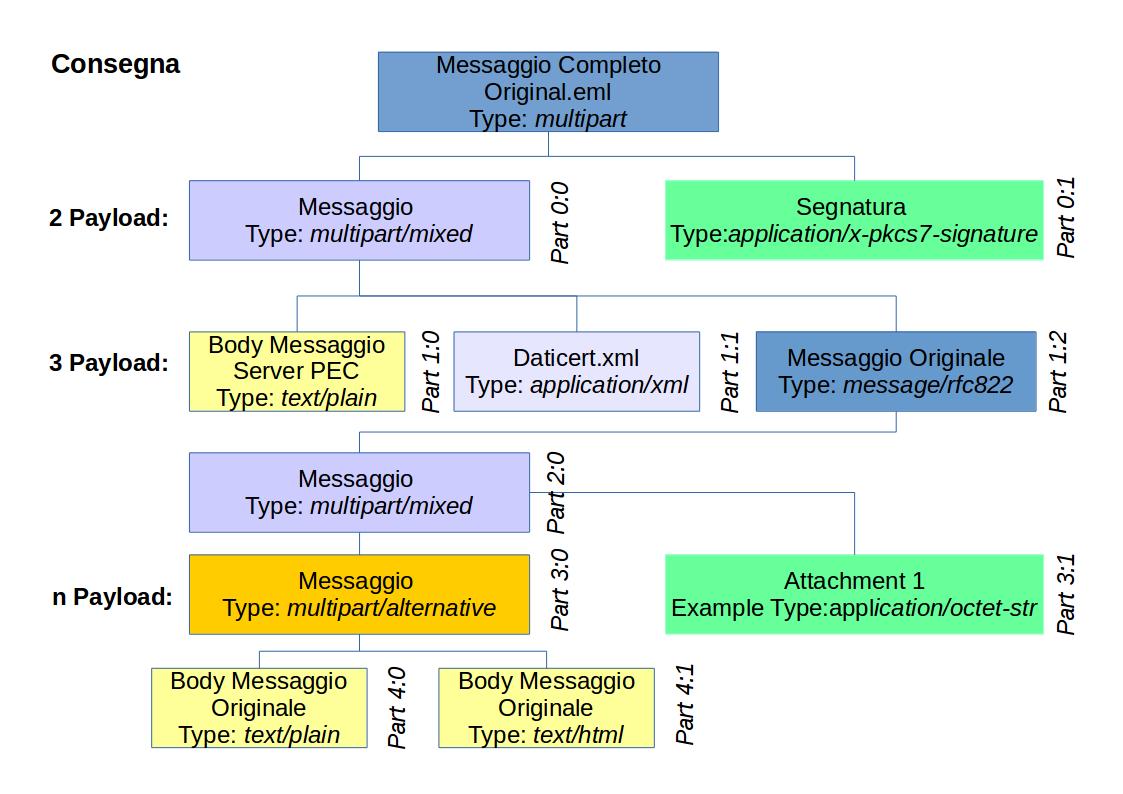 Consegna
Messaggio Completo
Original.eml
Type: multipart
2 Payload:
Messaggio
Type: multipart/mixed
Part 0:0
Segnatura
Type:application/x-pkcs7-signature
Part 0:1
3 Payload:
Body Messaggio
Server PEC
Type: text/plain
Part 1:0
Daticert.xml
Type: application/xml
Part 1:1
Messaggio Originale
Type: message/rfc822
Part 1:2
Messaggio
Type: multipart/mixed
Part 2:0
n Payload:
Messaggio
Type: multipart/alternative
Part 3:0
Attachment 1
Example Type:application/octet-str
Part 3:1
Body Messaggio
Originale
Type: text/plain
Part 4:0
Body Messaggio
Originale
Type: text/html
Part 4:1